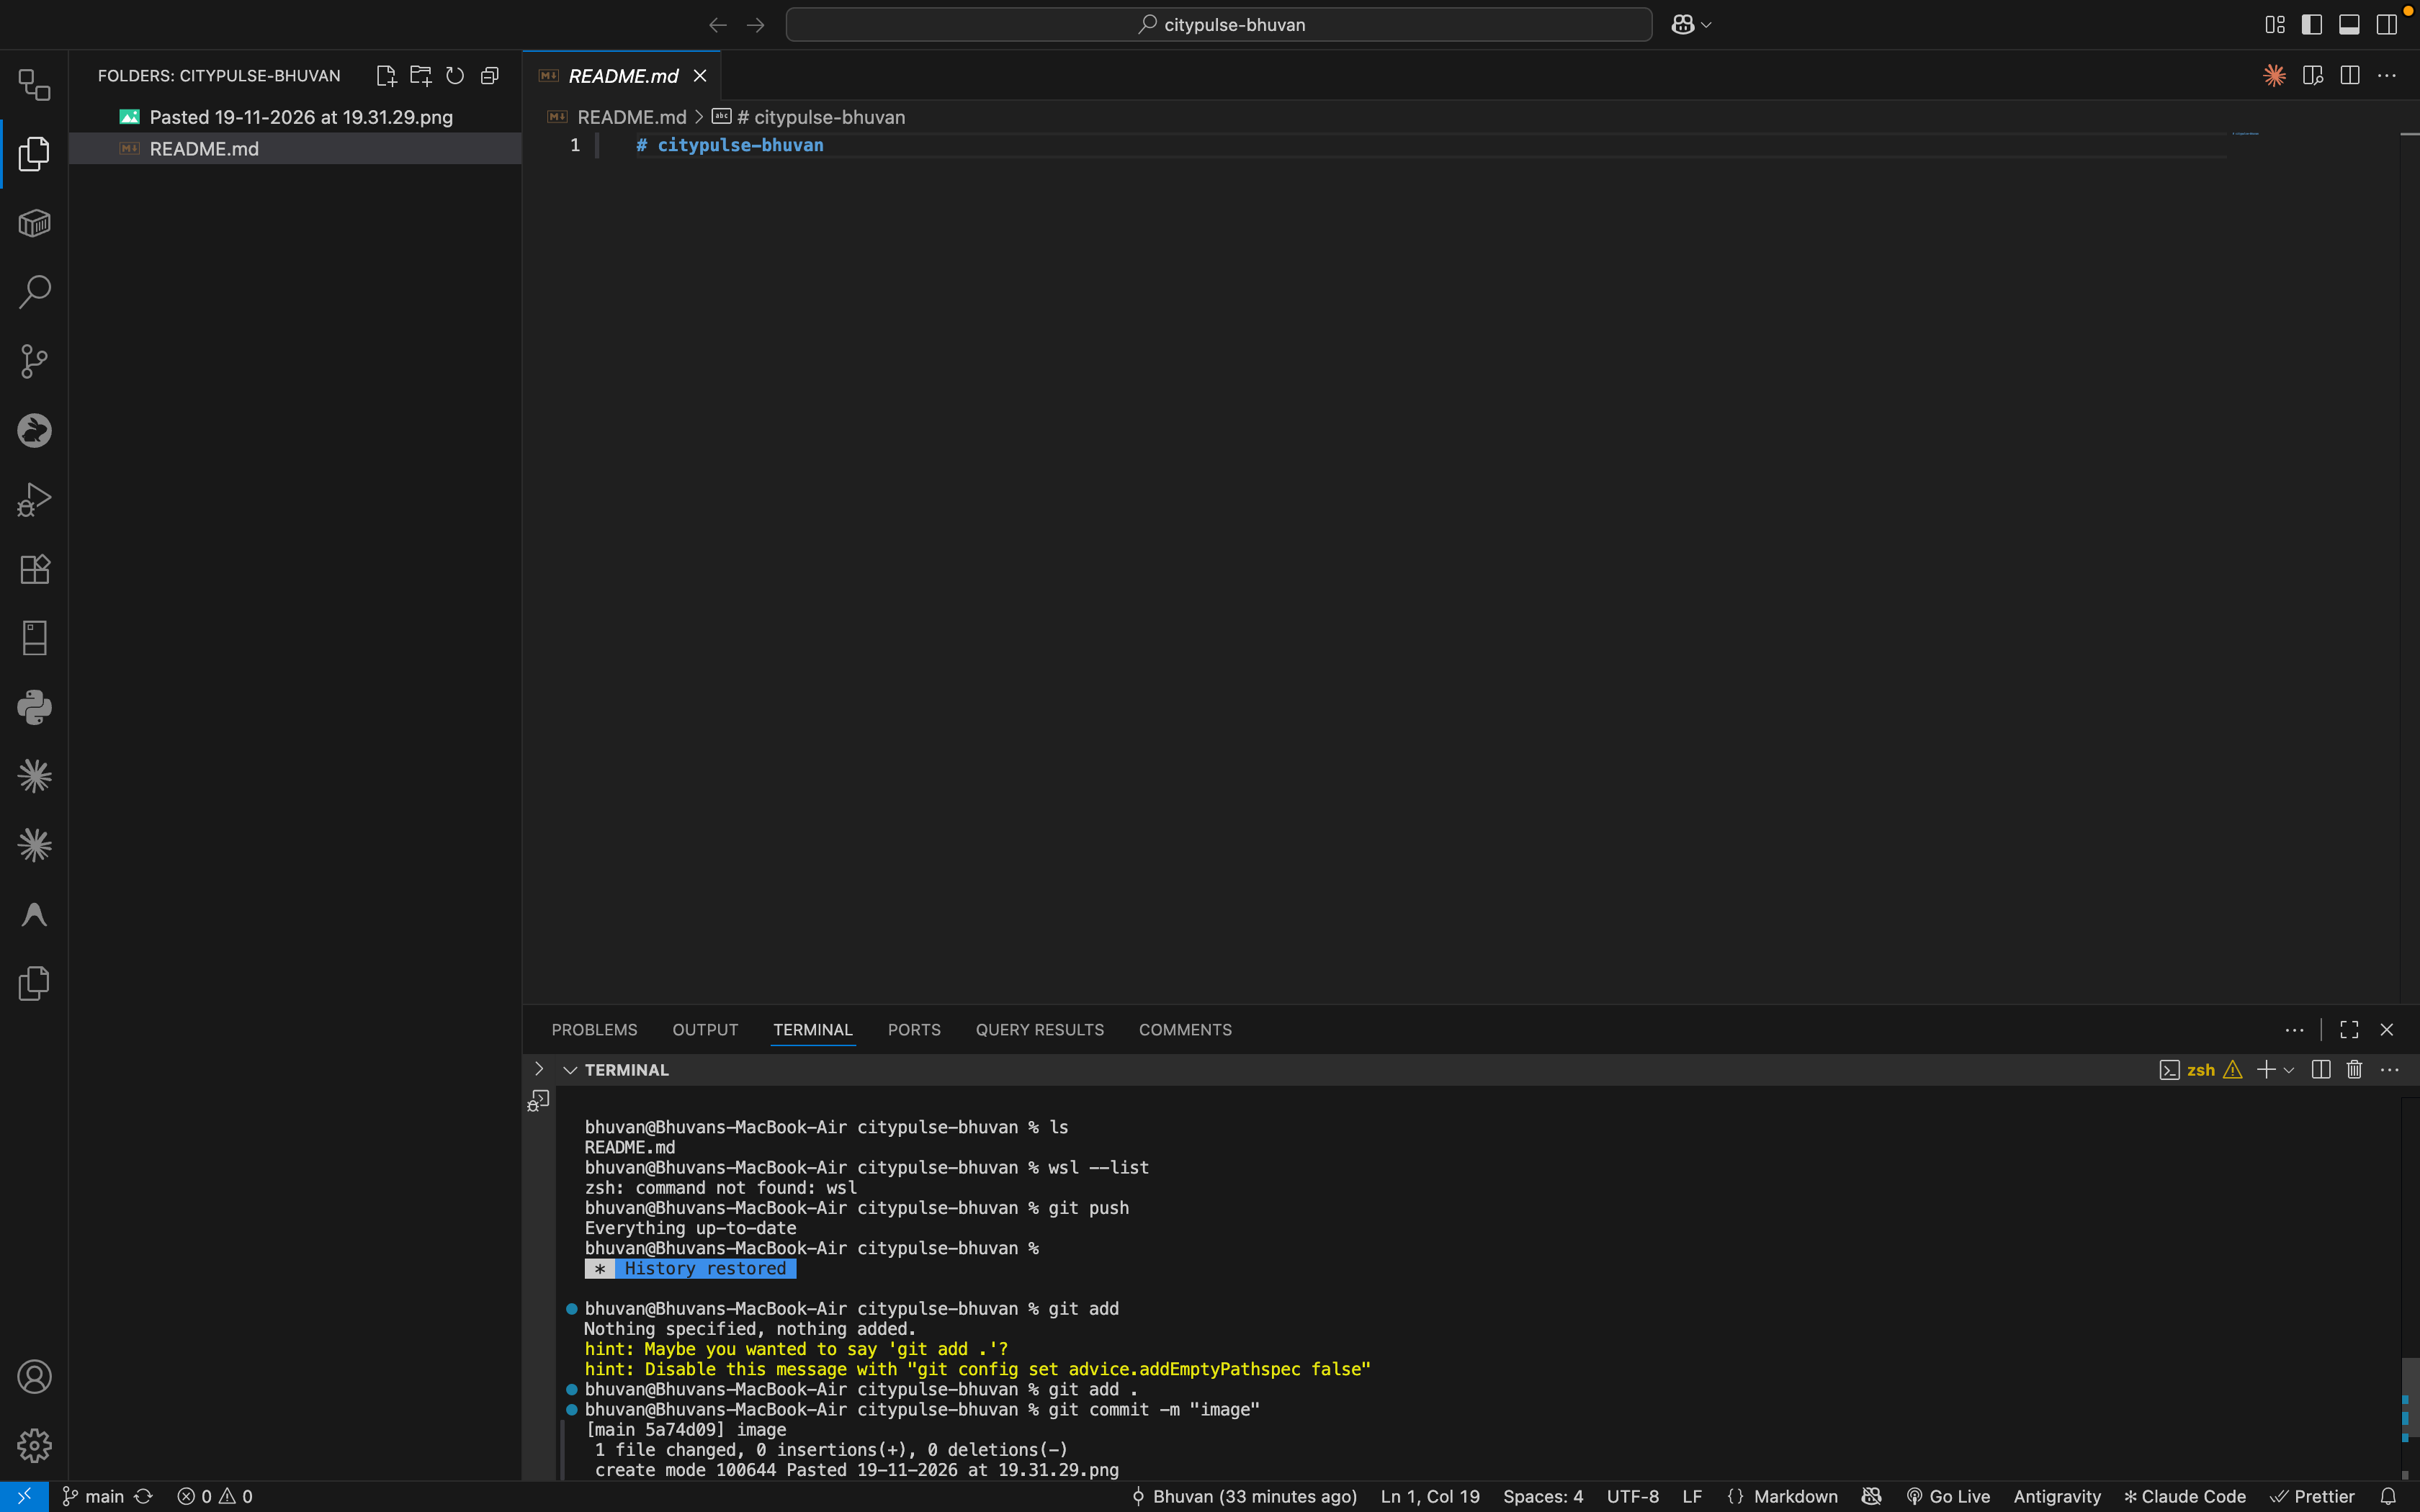 citypulse-bhuvan
FOLDERS: CITYPULSE-BHUVAN
Pasted 19-11-2026 at 19.31.29.png
README.md
README.md
README.md > # citypulse-bhuvan
1 # citypulse-bhuvan
PROBLEMS OUTPUT TERMINAL PORTS QUERY RESULTS COMMENTS
TERMINAL
zsh
bhuvan@Bhuvans-MacBook-Air citypulse-bhuvan % ls
README.md
bhuvan@Bhuvans-MacBook-Air citypulse-bhuvan % wsl --list
zsh: command not found: wsl
bhuvan@Bhuvans-MacBook-Air citypulse-bhuvan % git push
Everything up-to-date
bhuvan@Bhuvans-MacBook-Air citypulse-bhuvan %
* History restored
bhuvan@Bhuvans-MacBook-Air citypulse-bhuvan % git add
Nothing specified, nothing added.
hint: Maybe you wanted to say 'git add .'?
hint: Disable this message with "git config set advice.addEmptyPathspec false"
bhuvan@Bhuvans-MacBook-Air citypulse-bhuvan % git add .
bhuvan@Bhuvans-MacBook-Air citypulse-bhuvan % git commit -m "image"
[main 5a74d09] image
1 file changed, 0 insertions(+), 0 deletions(-)
create mode 100644 Pasted 19-11-2026 at 19.31.29.png
main 0 0 Bhuvan (33 minutes ago) Ln 1, Col 19 Spaces: 4 UTF-8 LF {} Markdown Go Live Antigravity Claude Code Prettier